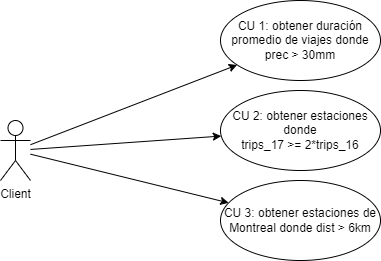 CU 1: obtener duración
promedio de viajes donde
prec > 30mm
CU 2: obtener estaciones
donde
trips_17 >= 2*trips_16
Client
CU 3: obtener estaciones de
Montreal donde dist > 6km